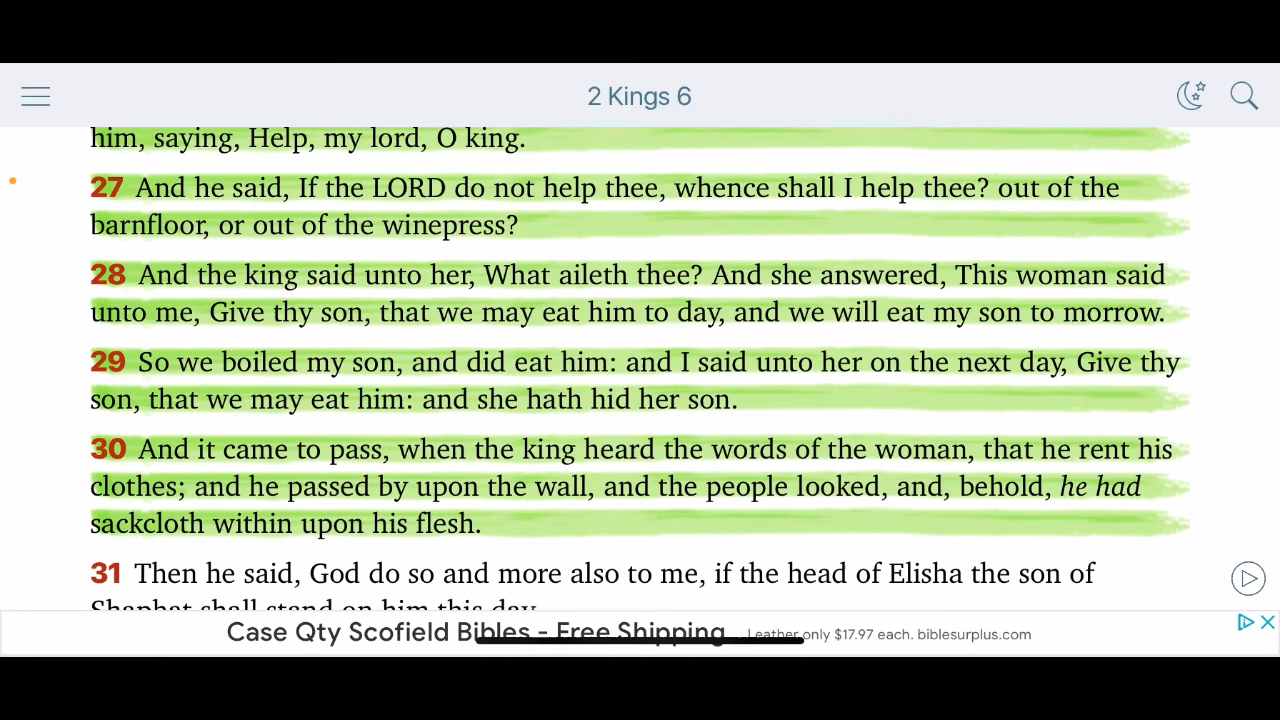 2 Kings 6
him, saying, Help, my lord, O king.
27 And he said, If the LORD do not help thee, whence shall I help thee? out of the
barnfloor, or out of the winepress?
28 And the king said unto her, What aileth thee? And she answered, This woman said
unto me, Give thy son, that we may eat him to day, and we will eat my son to morrow.
29 So we boiled my son, and did eat him: and I said unto her on the next day, Give thy
son, that we may eat him: and she hath hid her son.
30 And it came to pass, when the king heard the words of the woman, that he rent his
clothes; and he passed by upon the wall, and the people looked, and, behold, he had
sackcloth within upon his flesh.
31 Then he said, God do so and more also to me, if the head of Elisha the son of
Shaphat shall stand on him this day.
Case Qty Scofield Bibles - Free Shipping Leather only $17.97 each. biblesurplus.com